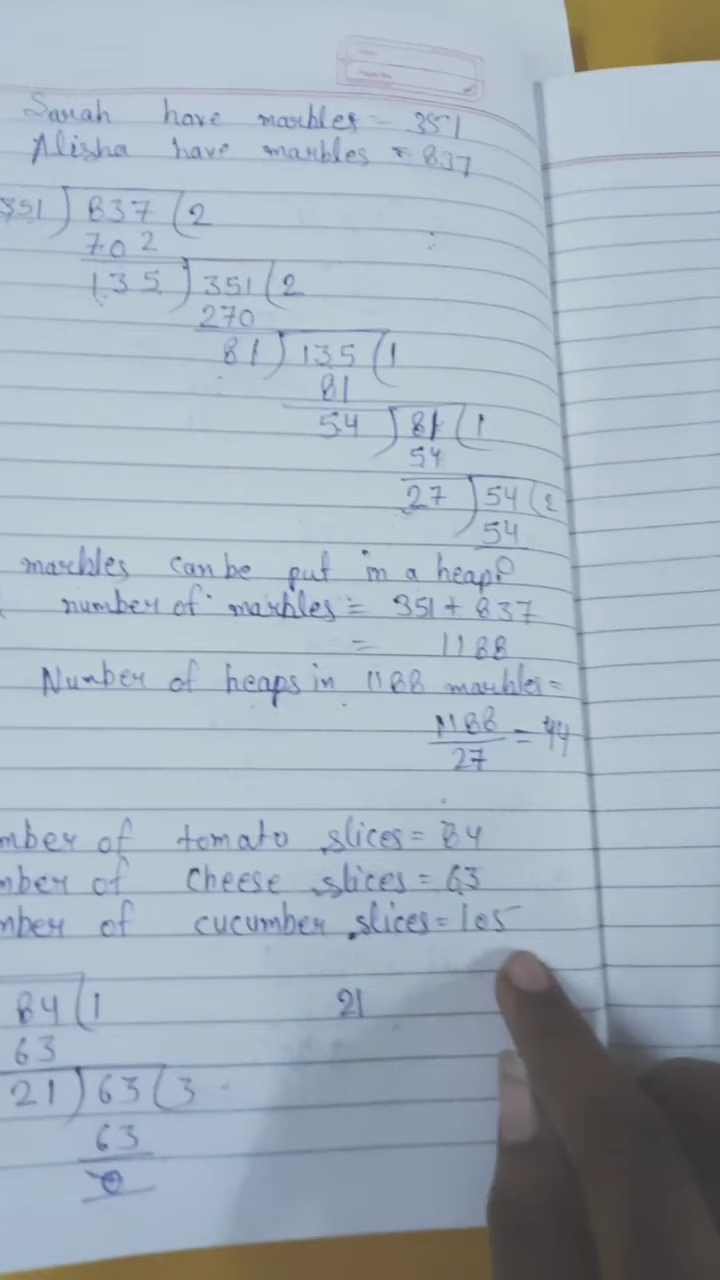 Sarah have marbles = 351
Alisha have marbles = 837
351 ) 837 ( 2
702
135 ) 351 ( 2
270
81 ) 135 ( 1
81
54 ) 81 ( 1
54
27 ) 54 ( 2
54
0
marbles can be put in a heap
number of marbles = 351 + 837
= 1188
Number of heaps in 1188 marbles =
1188
27 = 44
mber of tomato slices = 84
mber of cheese slices = 63
mber of cucumber slices = 105
84 ( 1 21
63
21 ) 63 ( 3
63
0